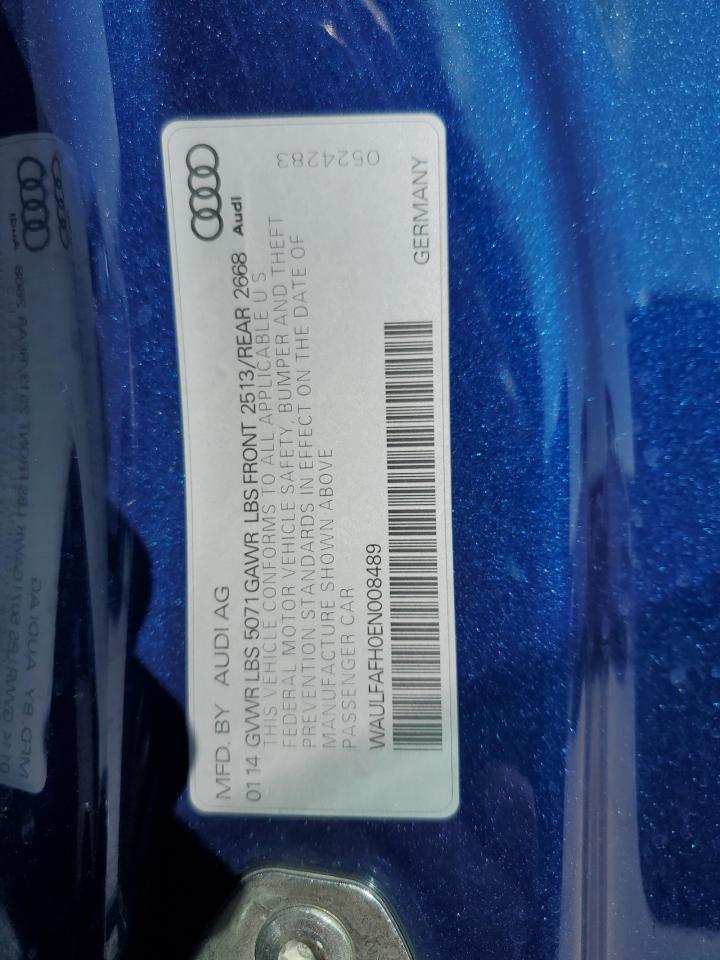 MFD. BY AUDI AG
Audi
0114 GVWR LBS 5071 GAWR LBS FRONT 2513/REAR 2668
THIS VEHICLE CONFORMS TO ALL APPLICABLE U S
FEDERAL MOTOR VEHICLE SAFETY, BUMPER AND THEFT
PREVENTION STANDARDS IN EFFECT ON THE DATE OF
MANUFACTURE SHOWN ABOVE
PASSENGER CAR
0524283
WAULFAFH0EN008489
GERMANY